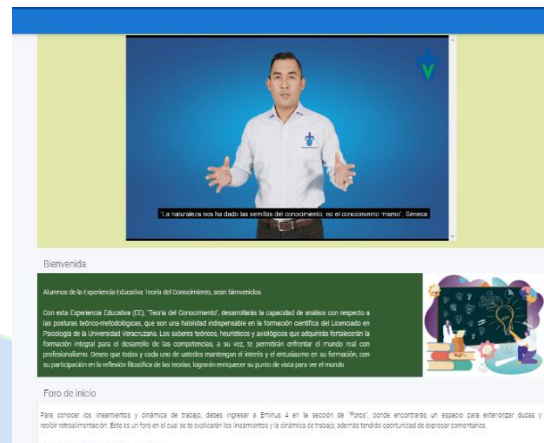 "La naturaleza nos ha dado las semillas del conocimiento, no el conocimiento mismo". Séneca
Bienvenida
Alumnos de la Experiencia Educativa Teoría del Conocimiento, sean bienvenidos.
Con esta Experiencia Educativa (EE), "Teoría del Conocimiento", desarrollarás la capacidad de análisis con respecto a
las posturas teórico-metodológicas, que son una habilidad indispensable en la formación científica del Licenciado en
Psicología de la Universidad Veracruzana. Los saberes teóricos, heurísticos y axiológicos que adquirirás fortalecerán la
formación integral para el desarrollo de las competencias, a su vez, te permitirán enfrentar el mundo real con
profesionalismo. Deseo que todos y cada uno de ustedes mantengan el interés y el entusiasmo en su formación, con
su participación en la reflexión filosófica de las teorías, lograrán enriquecer su punto de vista para ver el mundo.
Foro de inicio
Para conocer los lineamientos y dinámica de trabajo, debes ingresar a Eminus 4 en la sección de "Foros", donde encontrarás un espacio para externar dudas y
recibir retroalimentación. Éste es un foro en el cual se te explicarán los lineamientos y la dinámica de trabajo, además tendrás oportunidad de expresar comentarios.